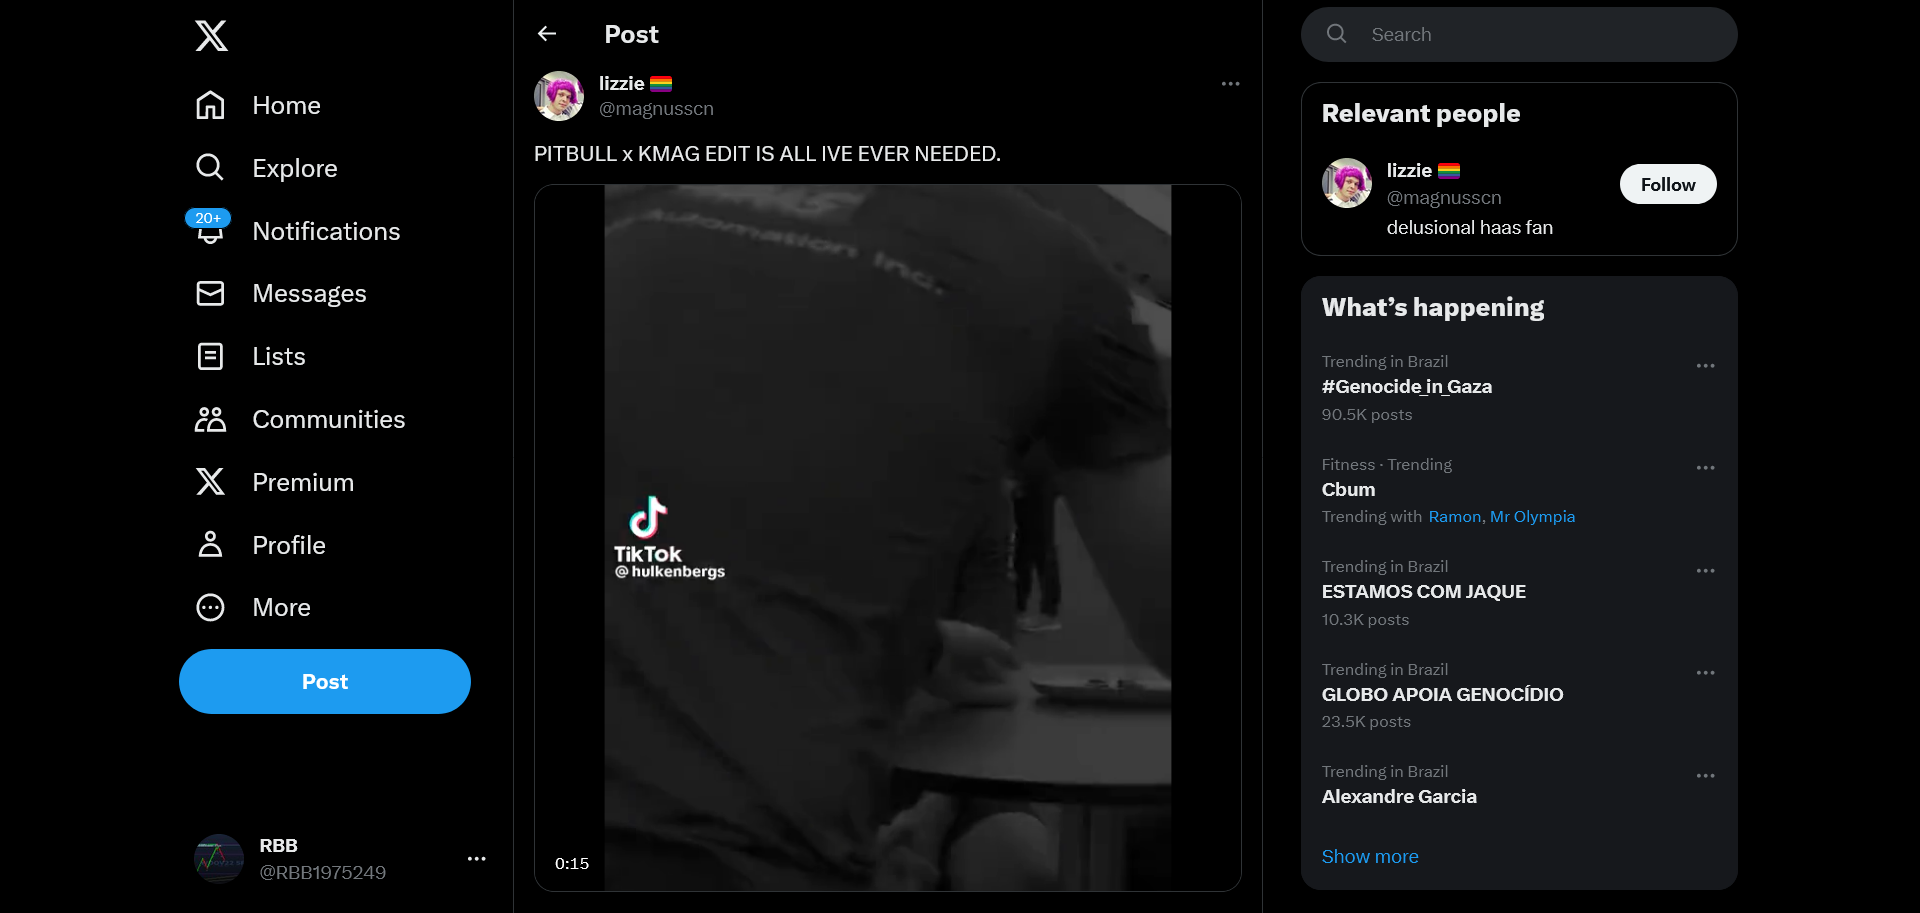 Home
Explore
20+
Notifications
Messages
Lists
Communities
Premium
Profile
More
Post
RBB
@RBB1975249
Post
lizzie
@magnusscn
PITBULL x KMAG EDIT IS ALL IVE EVER NEEDED.
Automation Inc.
TikTok
@hulkenbergs
0:15
Search
Relevant people
lizzie
@magnusscn
Follow
delusional haas fan
What's happening
Trending in Brazil
#Genocide_in_Gaza
90.5K posts
Fitness · Trending
Cbum
Trending with Ramon, Mr Olympia
Trending in Brazil
ESTAMOS COM JAQUE
10.3K posts
Trending in Brazil
GLOBO APOIA GENOCÍDIO
23.5K posts
Trending in Brazil
Alexandre Garcia
Show more